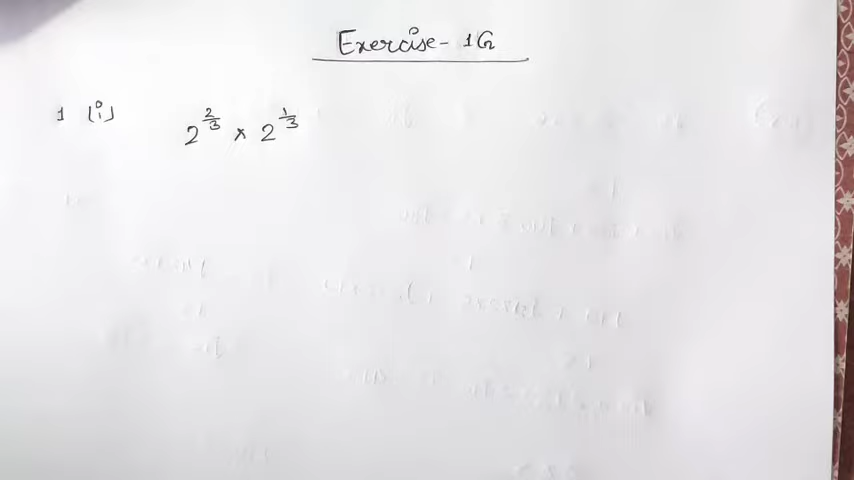 Exercise- 1G
1 (i) 2^{2/3} × 2^{1/3}